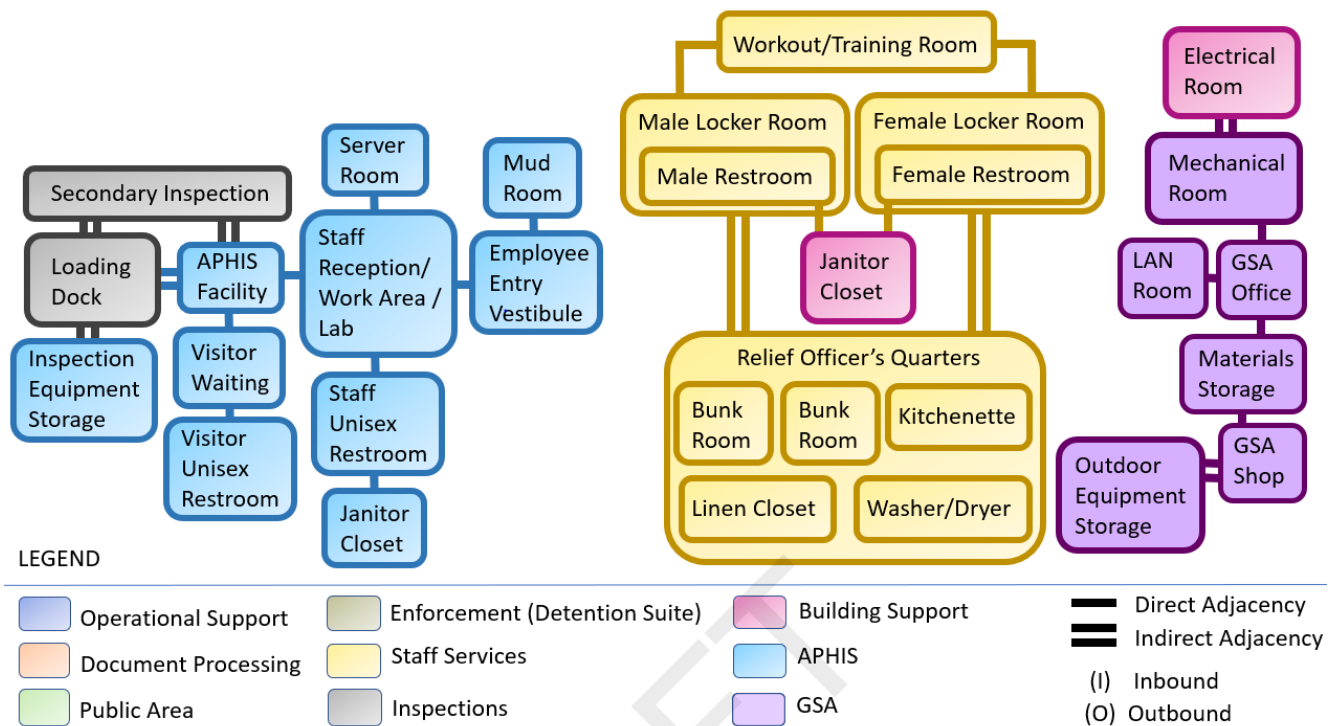 Workout/Training Room
Electrical
Room
Male Locker Room
Male Restroom
Female Locker Room
Female Restroom
Server
Room
Mud
Room
Mechanical
Room
Secondary Inspection
Loading
Dock
APHIS
Facility
Staff
Reception/
Work Area /
Lab
Employee
Entry
Vestibule
Janitor
Closet
LAN
Room
GSA
Office
Inspection
Equipment
Storage
Visitor
Waiting
Relief Officer’s Quarters
Materials
Storage
Staff
Unisex
Restroom
Bunk
Room
Bunk
Room
Kitchenette
Visitor
Unisex
Restroom
GSA
Shop
Outdoor
Equipment
Storage
Linen Closet
Washer/Dryer
Janitor
Closet
LEGEND
Operational Support
Enforcement (Detention Suite)
Building Support
Direct Adjacency
Indirect Adjacency
Document Processing
Staff Services
APHIS
(I) Inbound
Public Area
Inspections
GSA
(O) Outbound